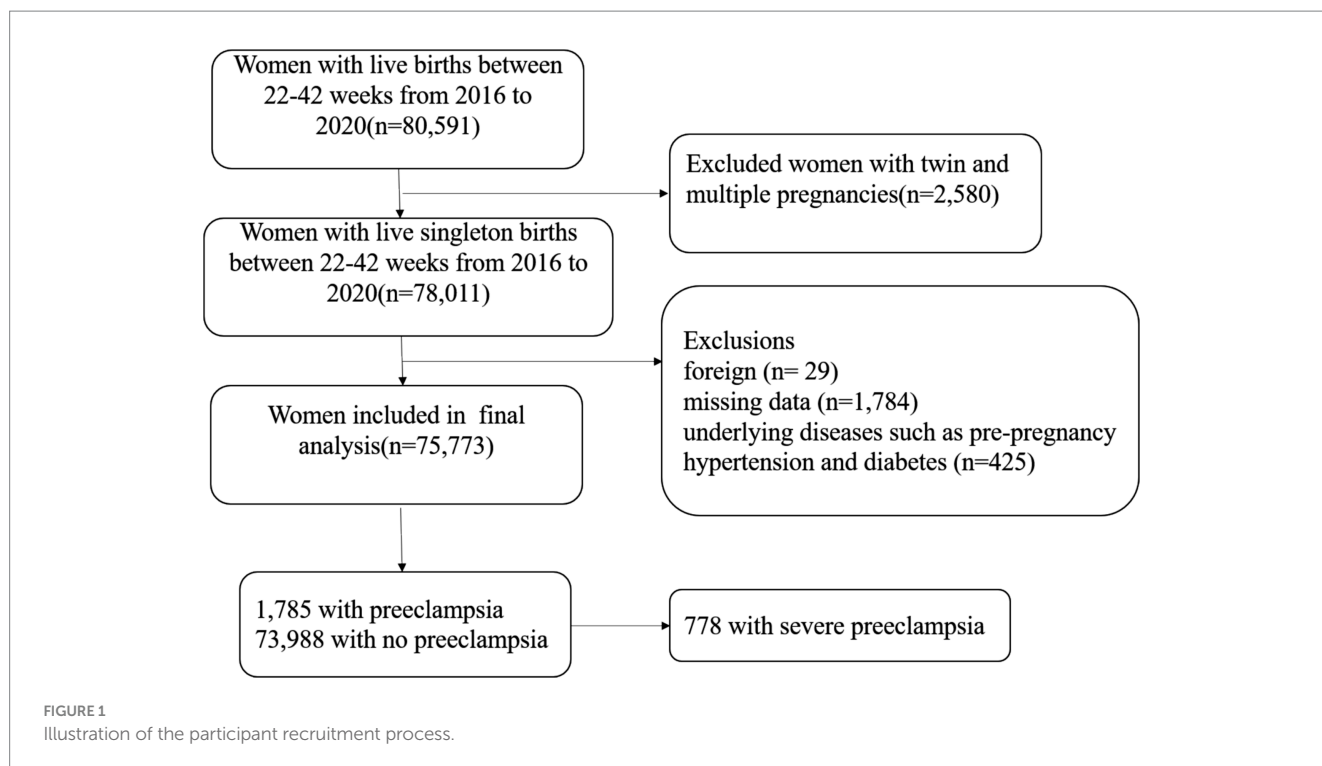 Women with live births between
22-42 weeks from 2016 to
2020(n=80,591)
Excluded women with twin and
multiple pregnancies(n=2,580)
Women with live singleton births
between 22-42 weeks from 2016 to
2020(n=78,011)
Exclusions
foreign (n= 29)
missing data (n=1,784)
underlying diseases such as pre-pregnancy
hypertension and diabetes (n=425)
Women included in  final
analysis(n=75,773)
1,785 with preeclampsia
73,988 with no preeclampsia
778 with severe preeclampsia
FIGURE 1
Illustration of the participant recruitment process.